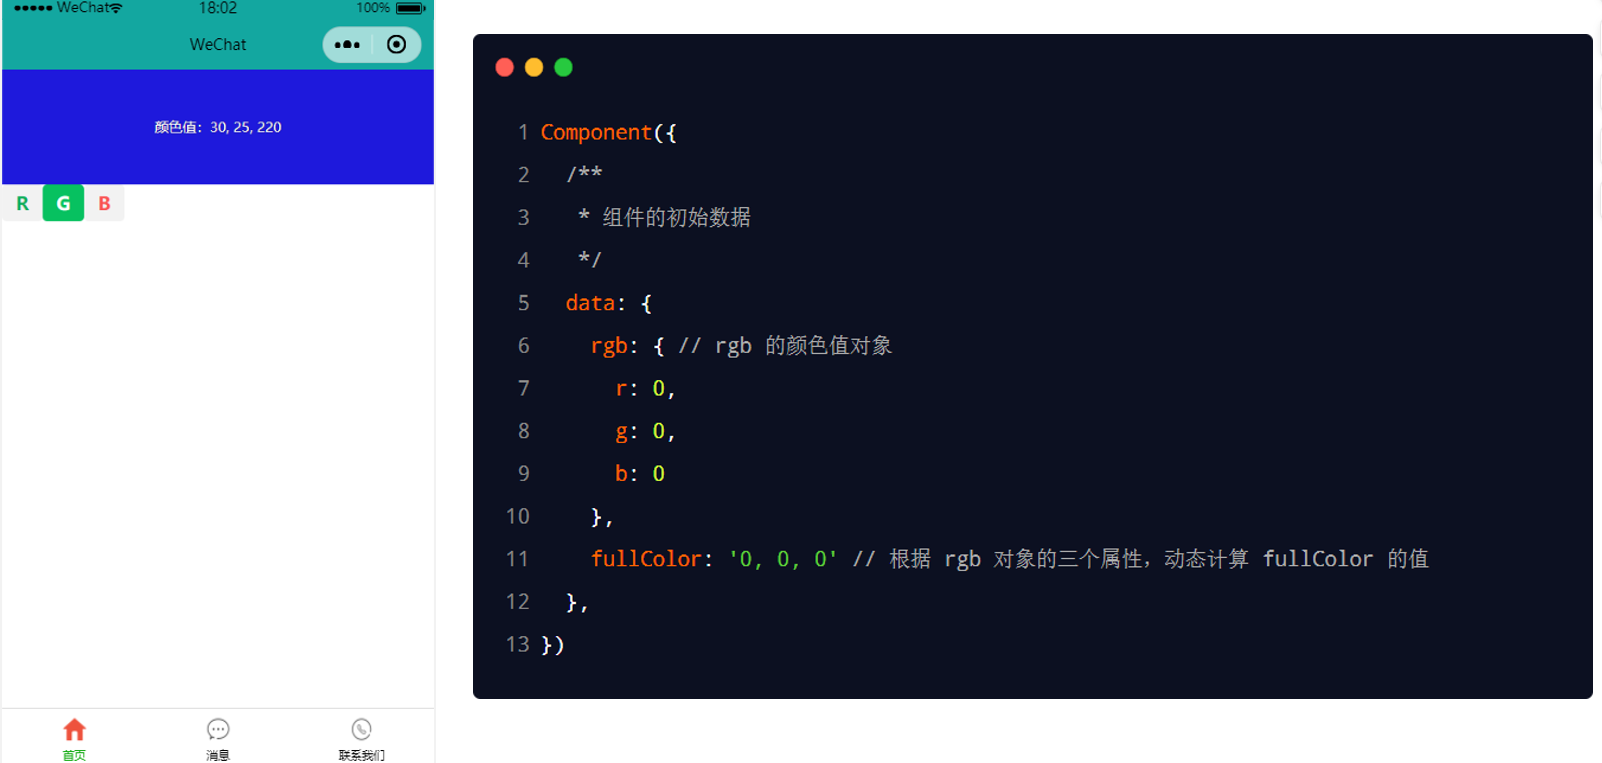 WeChat 18:02 100%
WeChat
颜色值：30, 25, 220
R G B
首页 消息 联系我们
1 Component({
2 /**
3 * 组件的初始数据
4 */
5 data: {
6 rgb: { // rgb 的颜色值对象
7 r: 0,
8 g: 0,
9 b: 0
10 },
11 fullColor: '0, 0, 0' // 根据 rgb 对象的三个属性，动态计算 fullColor 的值
12 },
13 })